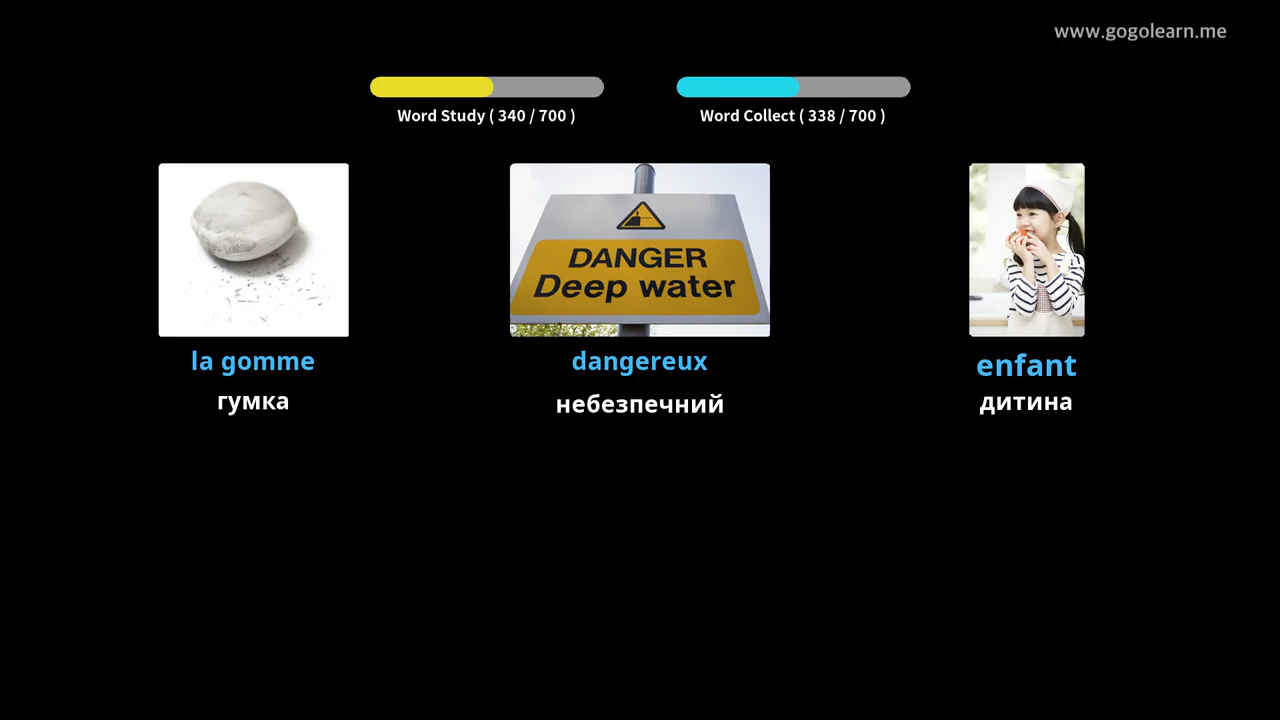 www.gogolearn.me
Word Study ( 340 / 700 )
Word Collect ( 338 / 700 )
DANGER
Deep water
la gomme
dangereux
enfant
гумка
небезпечний
дитина